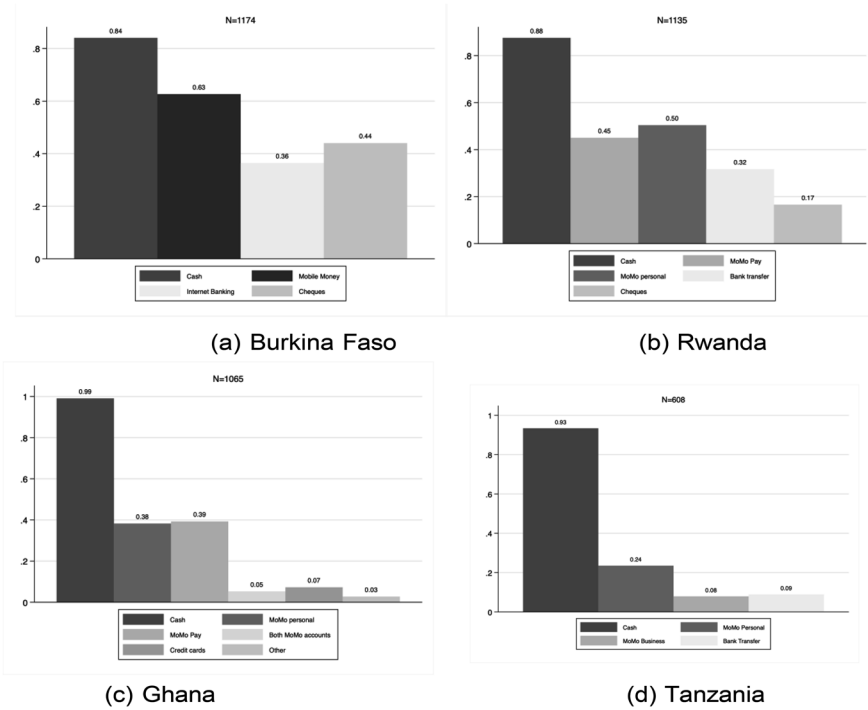 N=1174
0.84
0.63
0.36
0.44
.8
.6
.4
.2
0
Cash Mobile Money
Internet Banking Cheques
(a) Burkina Faso
N=1135
0.88
0.45
0.50
0.32
0.17
.8
.6
.4
.2
0
Cash MoMo Pay
MoMo personal Bank transfer
Cheques
(b) Rwanda
N=1065
0.99
0.38
0.39
0.05
0.07
0.03
1
.8
.6
.4
.2
0
Cash MoMo personal
MoMo Pay Both MoMo accounts
Credit cards Other
(c) Ghana
N=608
0.93
0.24
0.08
0.09
1
.8
.6
.4
.2
0
Cash MoMo Personal
MoMo Business Bank Transfer
(d) Tanzania